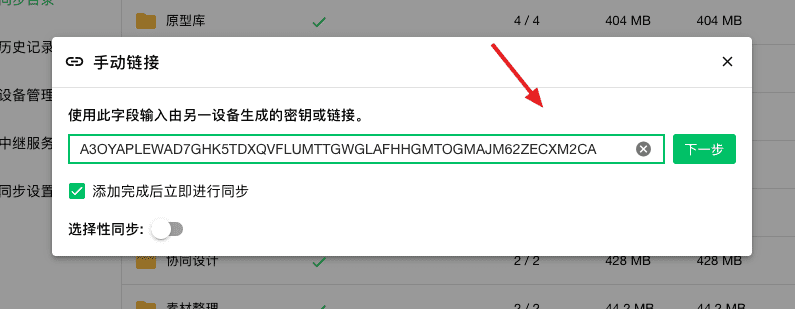 同步目录
原型库 4 / 4 404 MB 404 MB
历史记录
手动链接
设备管理
使用此字段输入由另一设备生成的密钥或链接。
中继服务
A3OYAPLEWAD7GHK5TDXQVFLUMTTGWGLAFHHGMTOGMAJM62ZECXM2CA 下一步
同步设置
添加完成后立即进行同步
选择性同步:
协同设计 2 / 2 428 MB 428 MB
素材整理 2 / 2 44.2 MB 44.2 MB